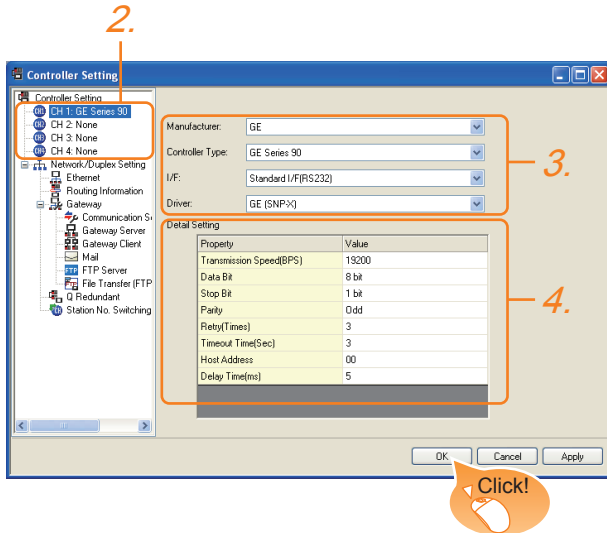 2.
Controller Setting
Controller Setting
CH 1: GE Series 90
CH 2: None
CH 3: None
CH 4: None
Network/Duplex Setting
Ethernet
Routing Information
Gateway
Communication S
Gateway Server
Gateway Client
Mail
FTP Server
File Transfer (FTP
Q Redundant
Station No. Switching
Manufacturer: GE
Controller Type: GE Series 90
I/F: Standard I/F(RS232)
Driver: GE (SNP-X)
3.
Detail Setting
Property Value
Transmission Speed(BPS) 19200
Data Bit 8 bit
Stop Bit 1 bit
Parity Odd
Retry(Times) 3
Timeout Time(Sec) 3
Host Address 00
Delay Time(ms) 5
4.
OK Cancel Apply
Click!